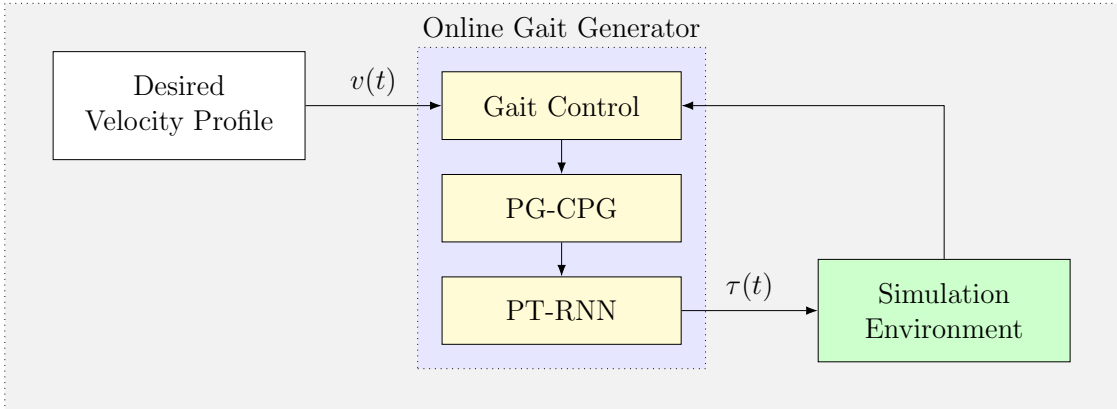 Online Gait Generator
Desired
Velocity Profile
v(t)
Gait Control
PG-CPG
PT-RNN
τ(t)
Simulation
Environment